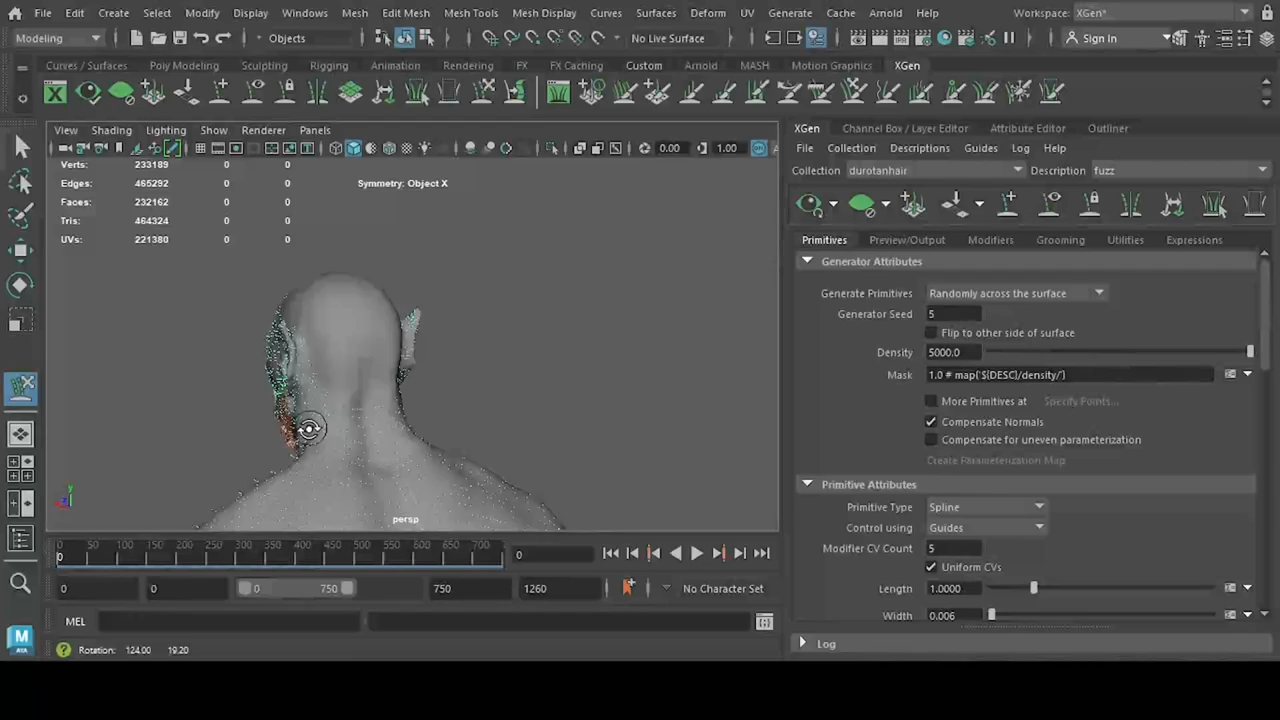 File Edit Create Select Modify Display Windows Mesh Edit Mesh Mesh Tools Mesh Display Curves Surfaces Deform UV Generate Cache Arnold Help Workspace: XGen*
Modeling Objects No Live Surface Sign In
Curves / Surfaces Poly Modeling Sculpting Rigging Animation Rendering FX FX Caching Custom Arnold MASH Motion Graphics XGen
View Shading Lighting Show Renderer Panels
0.00 1.00
Verts: 233189 0 0
Edges: 465292 0 0
Faces: 232162 0 0
Tris: 464324 0 0
UVs: 221380 0 0
Symmetry: Object X
persp
XGen Channel Box / Layer Editor Attribute Editor Outliner
File Collection Descriptions Guides Log Help
Collection durotanhair Description fuzz
Primitives Preview/Output Modifiers Grooming Utilities Expressions
Generator Attributes
Generate Primitives Randomly across the surface
Generator Seed 5
Flip to other side of surface
Density 5000.0
Mask 1.0 # map('${DESC}/density/')
More Primitives at Specify Points...
Compensate Normals
Compensate for uneven parameterization
Create Parameterization Map
Primitive Attributes
Primitive Type Spline
Control using Guides
Modifier CV Count 5
Uniform CVs
Length 1.0000
Width 0.006
Log
0 50 100 150 200 250 300 350 400 450 500 550 600 650 700
0 0
0 0 0 750 750 1260 No Character Set
MEL
Rotation: 124.00 19.20